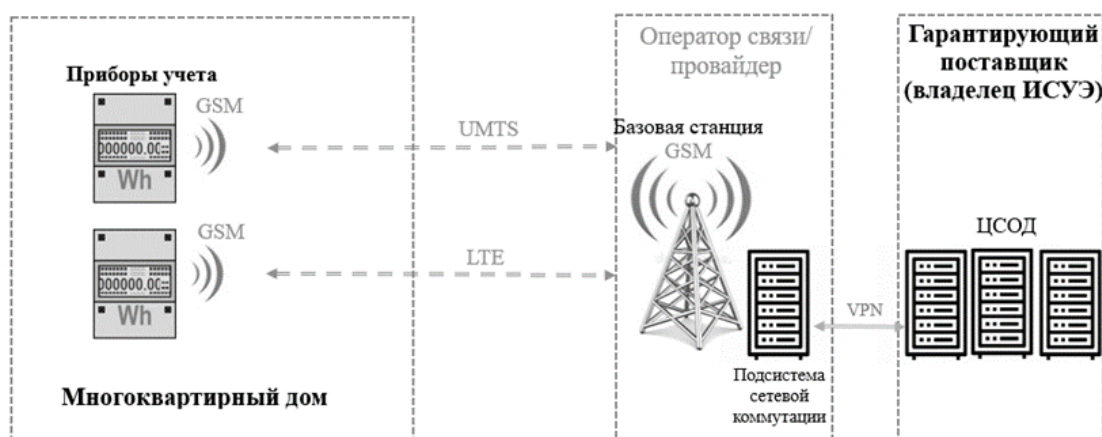 Приборы учета
GSM
000000.00
Wh
GSM
000000.00
Wh
Многоквартирный дом
UMTS
LTE
Оператор связи/
провайдер
Базовая станция
GSM
Подсистема
сетевой
коммутации
VPN
Гарантирующий
поставщик
(владелец ИСУЭ)
ЦСОД